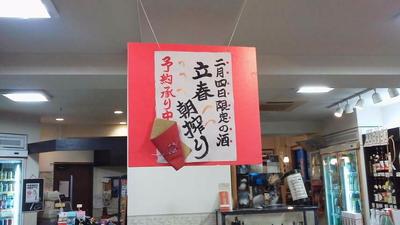 二月四日限定の酒
立春朝搾り
予約承り中